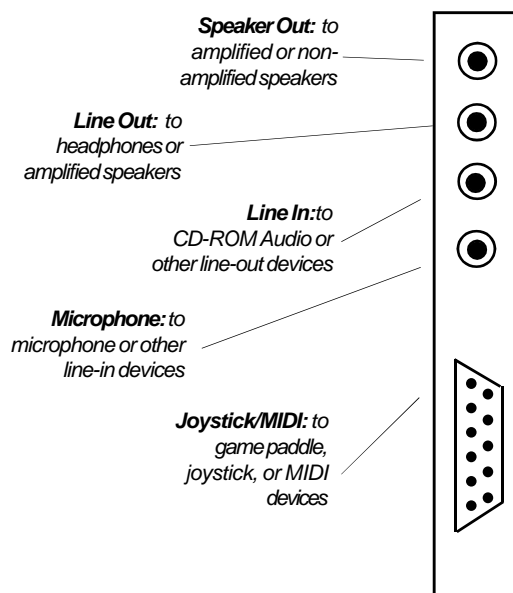 Speaker Out: to
amplified or non-
amplified speakers
Line Out: to
headphones or
amplified speakers
Line In:to
CD-ROM Audio or
other line-out devices
Microphone: to
microphone or other
line-in devices
Joystick/MIDI: to
game paddle,
joystick, or MIDI
devices